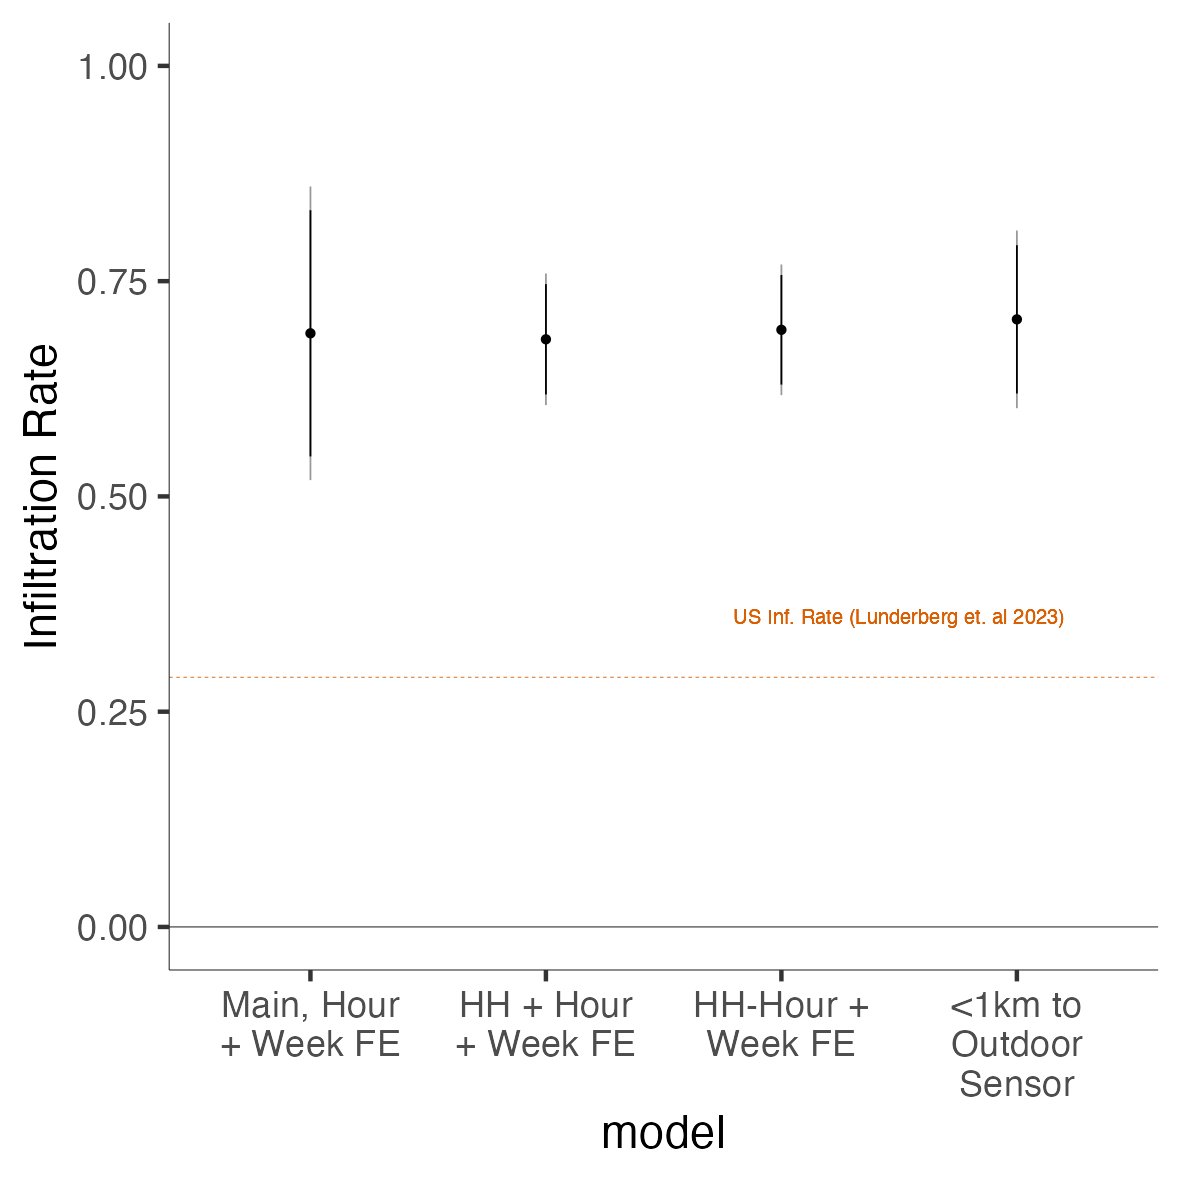 Infiltration Rate
1.00
0.75
0.50
0.25
0.00
US Inf. Rate (Lunderberg et. al 2023)
Main, Hour
+ Week FE
HH + Hour
+ Week FE
HH-Hour +
Week FE
<1km to
Outdoor
Sensor
model